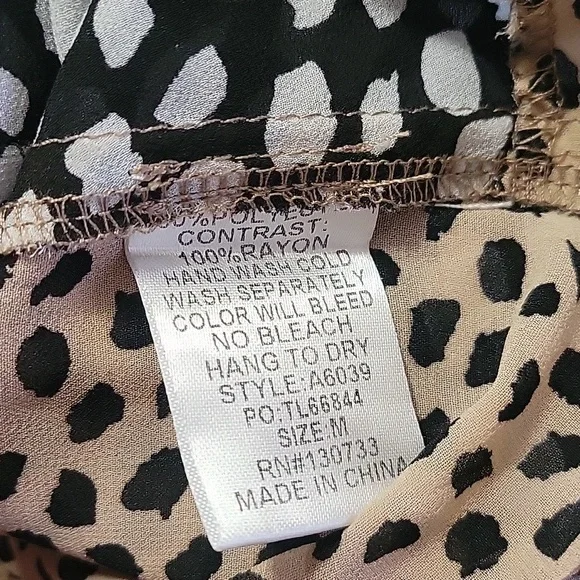 CONTRAST:
100%RAYON
HAND WASH COLD
WASH SEPARATELY
COLOR WILL BLEED
NO BLEACH
HANG TO DRY
STYLE:A6039
PO:TL66844
SIZE:M
RN#130733
MADE IN CHINA